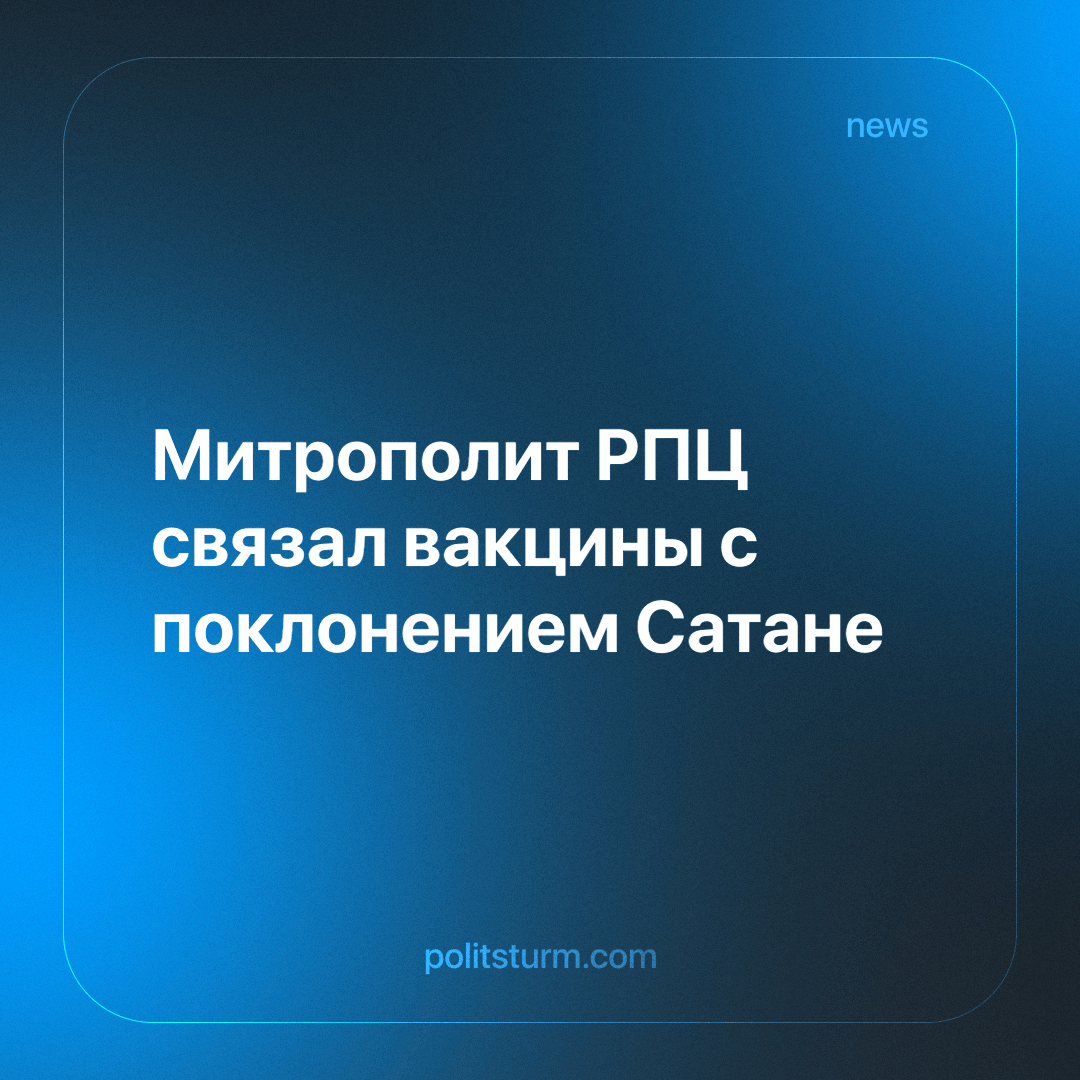 news
Митрополит РПЦ
связал вакцины с
поклонением Сатане
politsturm.com